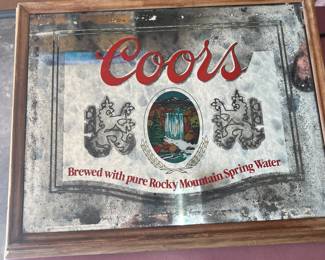 Coors
Brewed with pure Rocky Mountain Spring Water